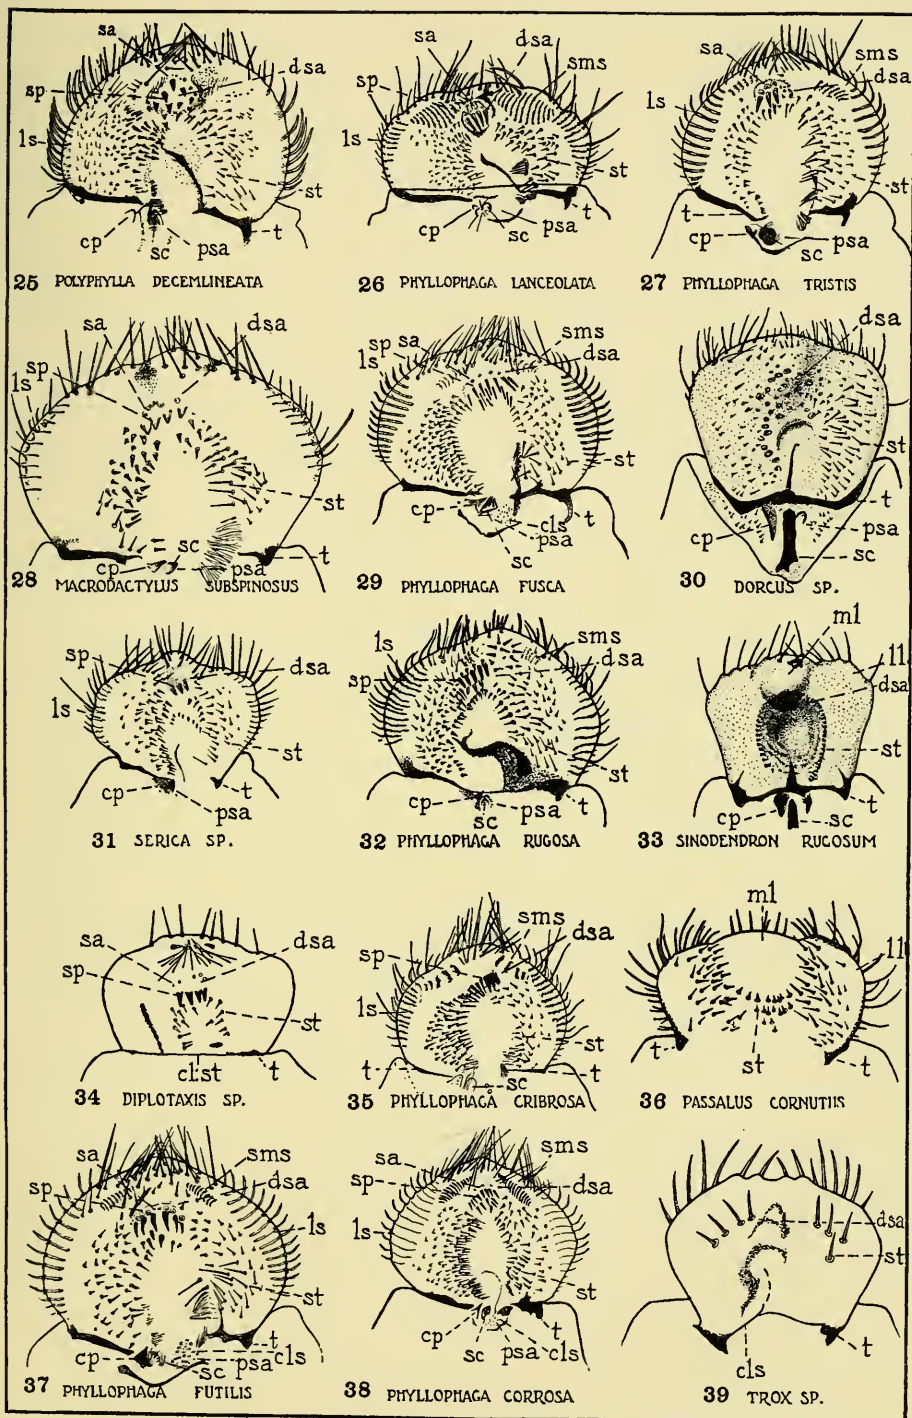 sa
dsa
sp
ls
st
cp
sc
psa
t
25 POLYPHYLLA DECEMLINEATA
sa
dsa
sp
sms
ls
st
cp
sc
psa
t
26 PHYLLOPHAGA LANCEOLATA
sa
sms
dsa
ls
st
t
cp
psa
sc
27 PHYLLOPHAGA TRISTIS
sa
dsa
sp
ls
st
sc
t
cp
psa
28 MACRODACTYLUS SUBSPINOSUS
sp sa
sms
ls
dsa
st
cp
cls
t
psa
sc
29 PHYLLOPHAGA FUSCA
dsa
st
t
cp
psa
sc
30 DORCUS SP.
sp
dsa
ls
st
cp
t
psa
31 SERICA SP.
ls
sms
dsa
sp
st
cp
sc
psa
t
32 PHYLLOPHAGA RUGOSA
ml
ll
dsa
st
t
cp
sc
33 SINODENDRON RUGOSUM
sa
dsa
sp
st
clst
t
34 DIPLOTAXIS SP.
sms
sp
dsa
ls
st
t
sc
t
35 PHYLLOPHAGA CRIBROSA
ml
ll
t
st
t
36 PASSALUS CORNUTUS
sa
sms
sp
dsa
ls
st
t
cp
sc
psa
cls
37 PHYLLOPHAGA FUTILIS
sa
sms
sp
dsa
ls
st
cp
t
sc
psa
cls
38 PHYLLOPHAGA CORROSA
dsa
st
t
cls
39 TROX SP.